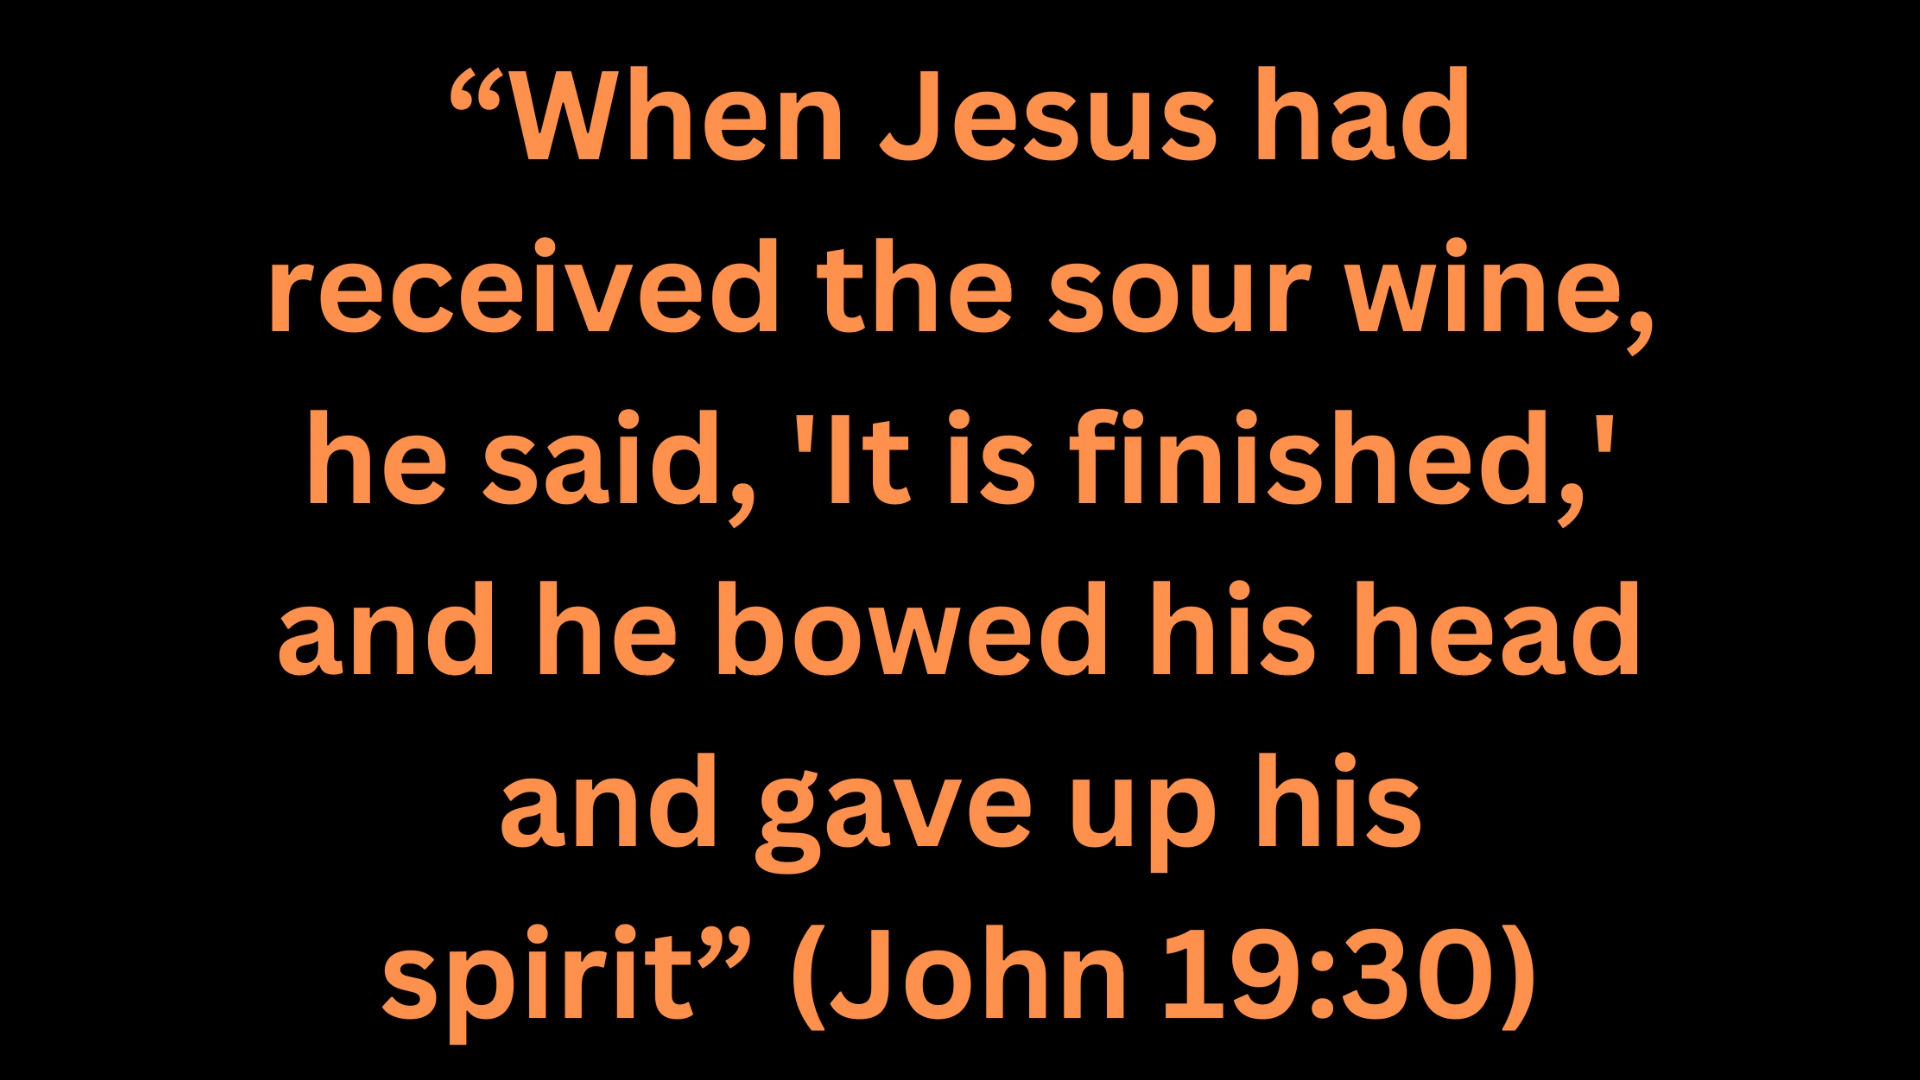 “When Jesus had
received the sour wine,
he said, 'It is finished,'
and he bowed his head
and gave up his
spirit” (John 19:30)